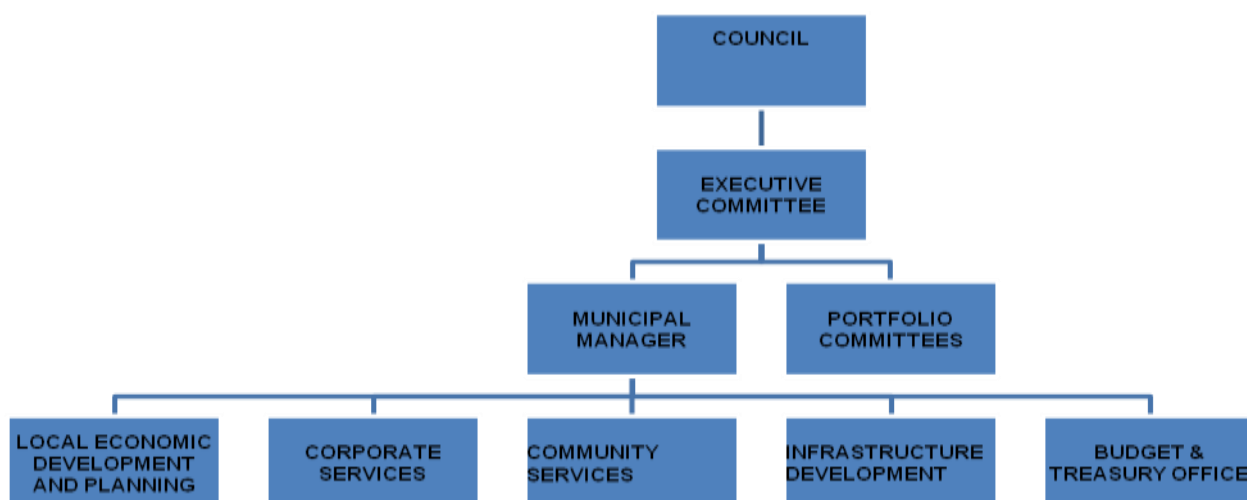 COUNCIL
EXECUTIVE
COMMITTEE
MUNICIPAL
MANAGER
PORTFOLIO
COMMITTEES
LOCAL ECONOMIC
DEVELOPMENT
AND PLANNING
CORPORATE
SERVICES
COMMUNITY
SERVICES
INFRASTRUCTURE
DEVELOPMENT
BUDGET &
TREASURY OFFICE